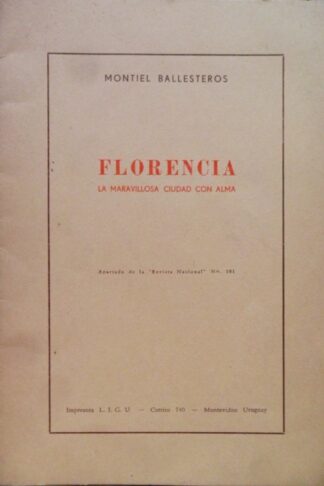 MONTIEL BALLESTEROS
FLORENCIA
LA MARAVILLOSA CIUDAD CON ALMA
Apartado de la "Revista Nacional" Nº.
Imprenta L. I. G. U — Cerrito 740 — Montevideo Uruguay